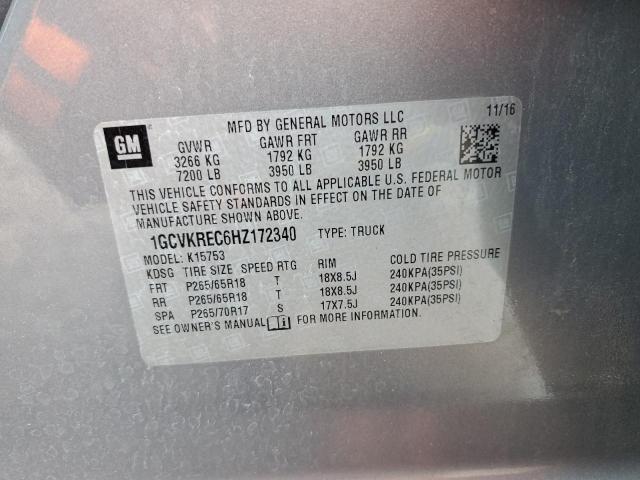 GM
MFD BY GENERAL MOTORS LLC 11/16
GVWR GAWR FRT GAWR RR
3266 KG 1792 KG 1792 KG
7200 LB 3950 LB 3950 LB
THIS VEHICLE CONFORMS TO ALL APPLICABLE U.S. FEDERAL MOTOR
VEHICLE SAFETY STANDARDS IN EFFECT ON THE DATE OF
MANUFACTURE SHOWN ABOVE.
1GCVKREC6HZ172340 TYPE: TRUCK
MODEL: K15753
KDSG TIRE SIZE SPEED RTG RIM COLD TIRE PRESSURE
FRT P265/65R18 T 18X8.5J 240KPA(35PSI)
RR P265/65R18 T 18X8.5J 240KPA(35PSI)
SPA P265/70R17 S 17X7.5J 240KPA(35PSI)
SEE OWNER'S MANUAL FOR MORE INFORMATION.